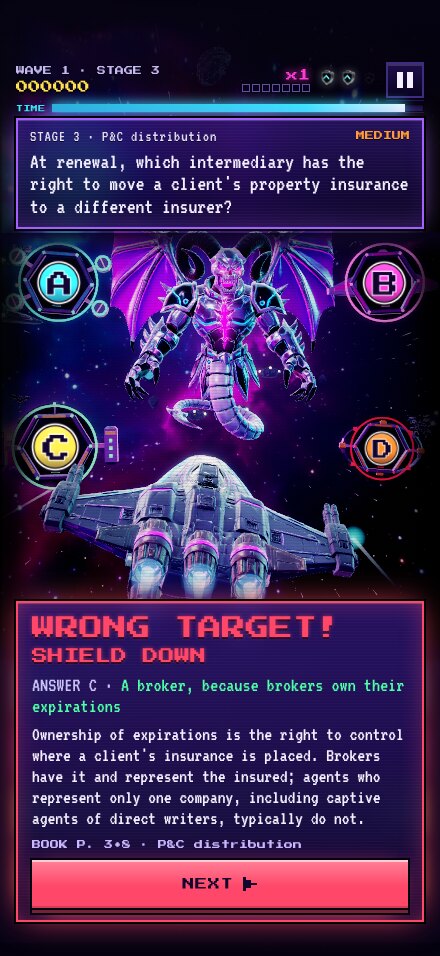 WAVE 1 · STAGE 3
000000
x1
TIME
STAGE 3 · P&C distribution
MEDIUM
At renewal, which intermediary has the
right to move a client's property insurance
to a different insurer?
A
B
C
D
WRONG TARGET!
SHIELD DOWN
ANSWER C · A broker, because brokers own their
expirations
Ownership of expirations is the right to control
where a client's insurance is placed. Brokers
have it and represent the insured; agents who
represent only one company, including captive
agents of direct writers, typically do not.
BOOK P. 3•8 · P&C distribution
NEXT